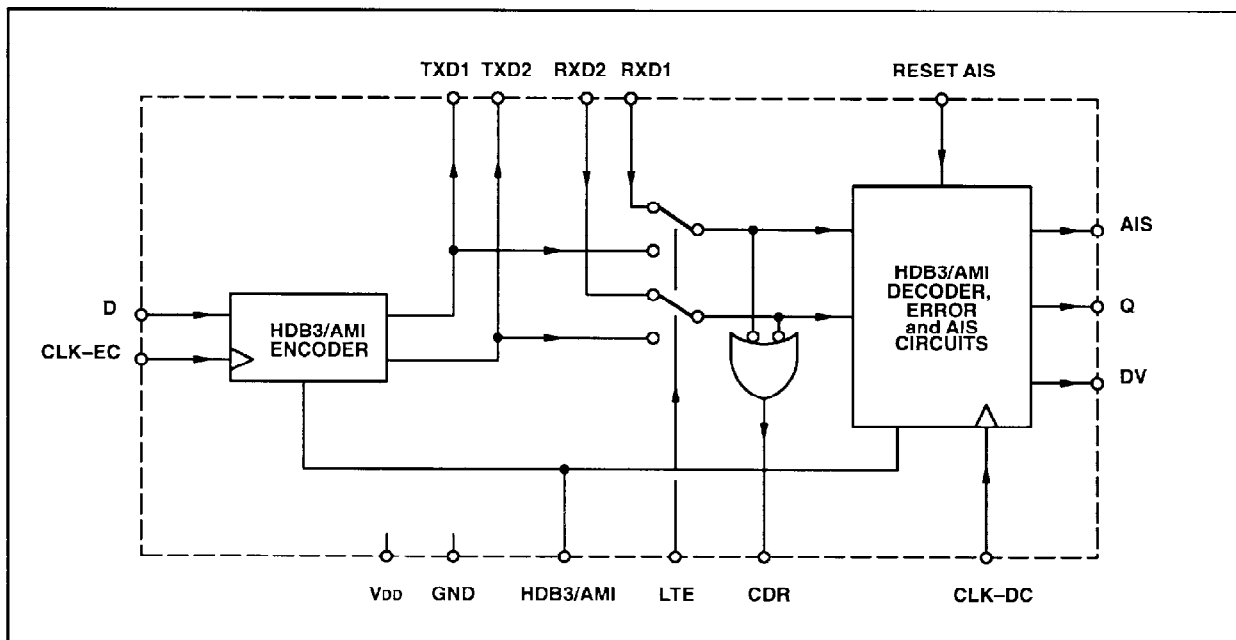 TXD1 TXD2 RXD2 RXD1 RESET AIS
AIS
D
HDB3/AMI
ENCODER
HDB3/AMI
DECODER,
ERROR
and AIS
CIRCUITS
Q
CLK–EC
DV
VDD GND HDB3/AMI LTE CDR CLK–DC